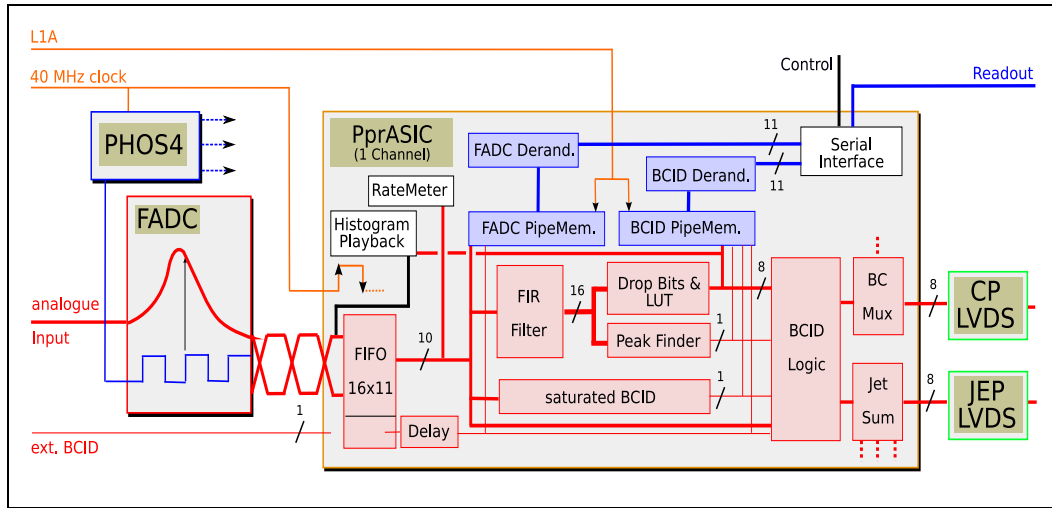 L1A
40 MHz clock
Control
Readout
PHOS4
PprASIC
(1 Channel)
FADC Derand.
11
Serial
Interface
BCID Derand.
11
RateMeter
FADC
Histogram
Playback
FADC PipeMem.
BCID PipeMem.
analogue
Input
FIFO
16x11
10
FIR
Filter
16
Drop Bits &
LUT
8
Peak Finder
1
saturated BCID
1
BCID
Logic
BC
Mux
8
CP
LVDS
Jet
Sum
8
JEP
LVDS
1
ext. BCID
Delay